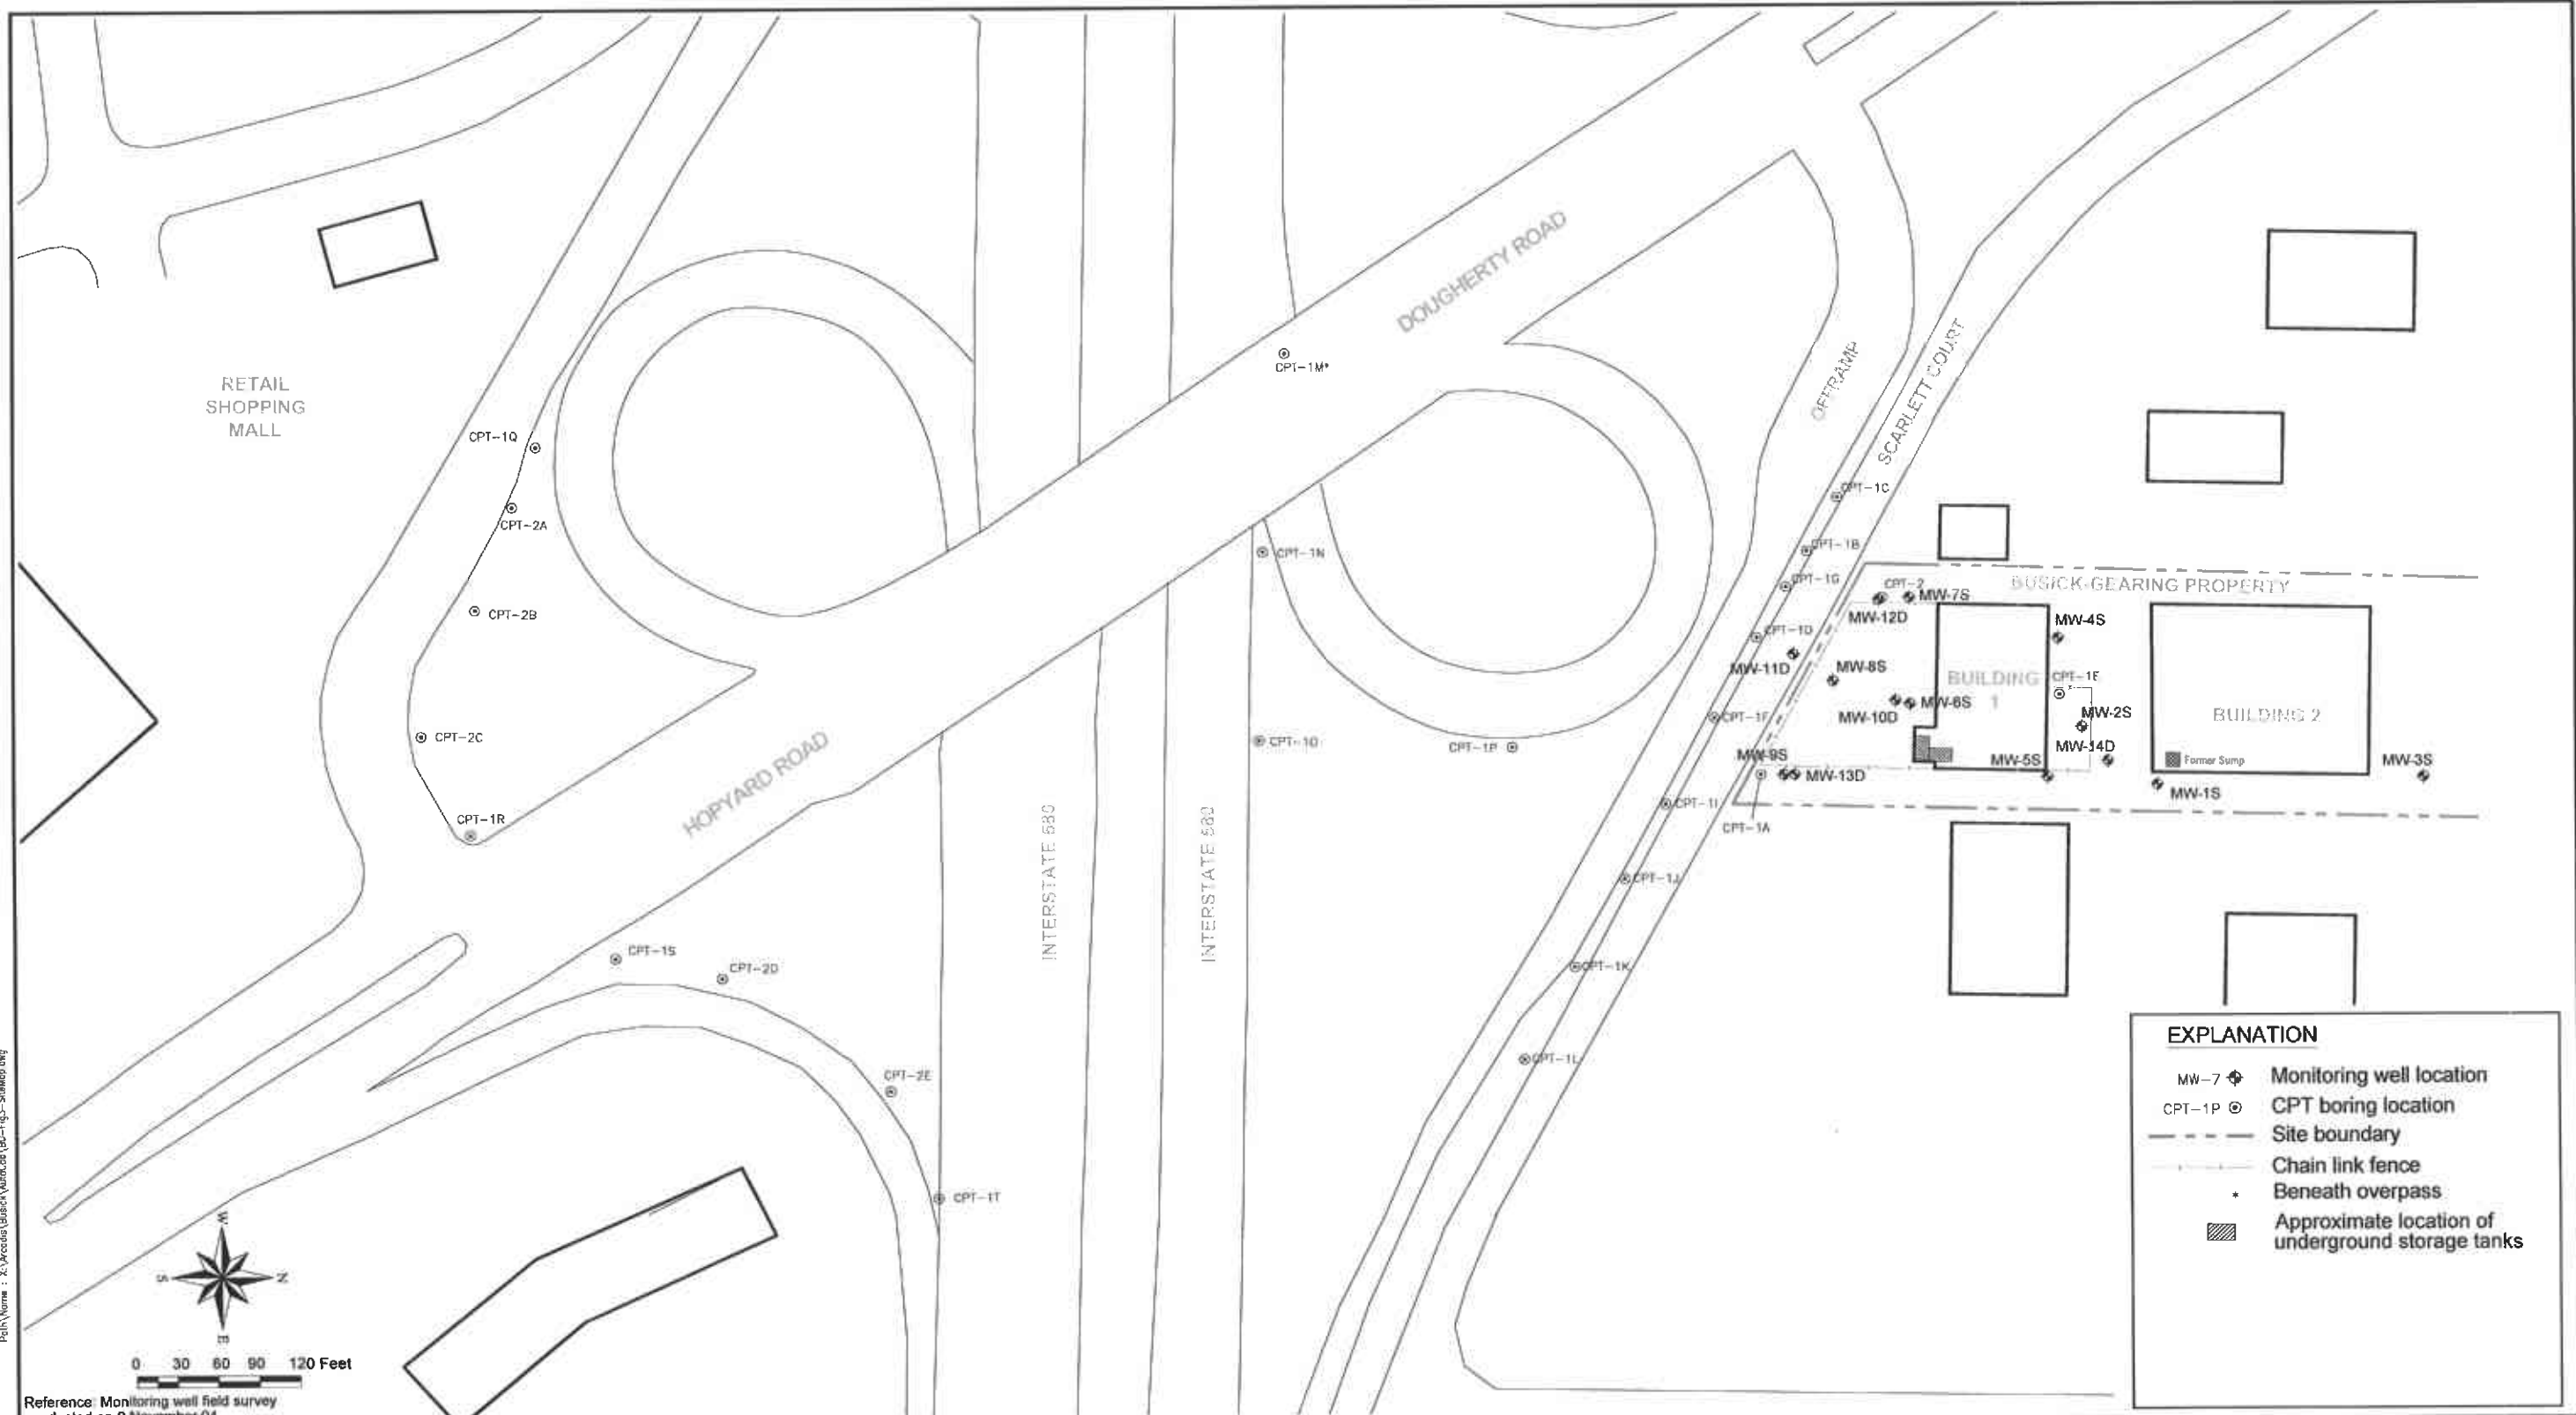 DOUGHERTY ROAD
CPT-1M*
RETAIL
SHOPPING
MALL
CPT-1Q
CPT-2A
CPT-2B
CPT-2C
CPT-1R
HOPYARD ROAD
CPT-1S
CPT-2D
CPT-2E
CPT-1T
INTERSTATE 580
INTERSTATE 580
CPT-1N
CPT-1O
CPT-1P
OFFRAMP
SCARLETT COURT
CPT-1C
CPT-1B
CPT-1G
CPT-1D
CPT-1F
CPT-1I
CPT-1J
CPT-1K
CPT-1L
CPT-1A
BUSICK-GEARING PROPERTY
CPT-2
MW-7S
MW-12D
MW-4S
MW-11D
MW-8S
BUILDING
1
CPT-1E
MW-10D
MW-6S
MW-2S
BUILDING 2
MW-9S
MW-13D
MW-5S
MW-14D
Former Sump
MW-3S
MW-1S
EXPLANATION
MW-7 Monitoring well location
CPT-1P CPT boring location
Site boundary
Chain link fence
* Beneath overpass
Approximate location of
underground storage tanks
W
S N
E
0 30 60 90 120 Feet
Reference: Monitoring well field survey